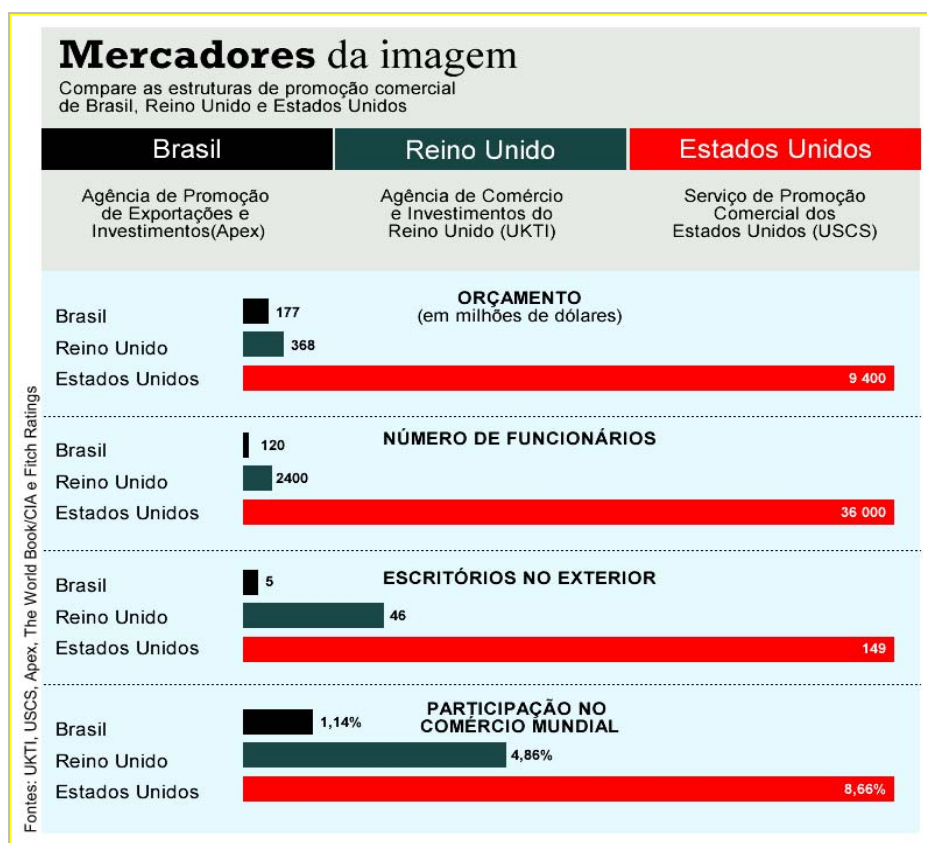 Mercadores da imagem
Compare as estruturas de promoção comercial
de Brasil, Reino Unido e Estados Unidos
Brasil
Reino Unido
Estados Unidos
Agência de Promoção
de Exportações e
Investimentos(Apex)
Agência de Comércio
e Investimentos do
Reino Unido (UKTI)
Serviço de Promoção
Comercial dos
Estados Unidos (USCS)
ORÇAMENTO
(em milhões de dólares)
Brasil 177
Reino Unido 368
Estados Unidos 9 400
NÚMERO DE FUNCIONÁRIOS
Brasil 120
Reino Unido 2400
Estados Unidos 36 000
ESCRITÓRIOS NO EXTERIOR
Brasil 5
Reino Unido 46
Estados Unidos 149
PARTICIPAÇÃO NO
COMÉRCIO MUNDIAL
Brasil 1,14%
Reino Unido 4,86%
Estados Unidos 8,66%
Fontes: UKTI, USCS, Apex, The World Book/CIA e Fitch Ratings